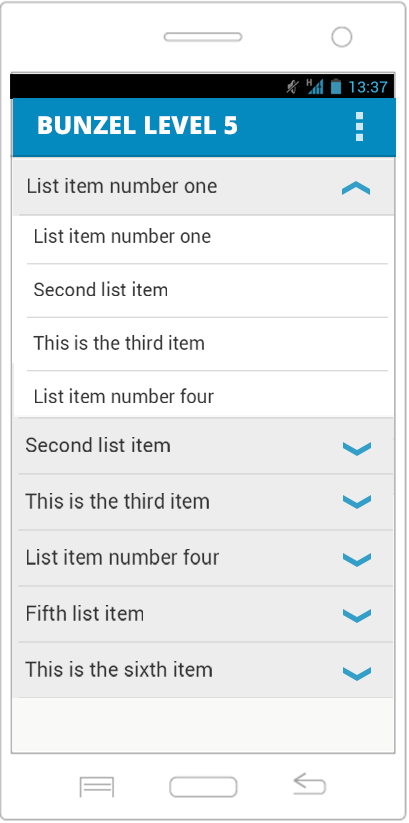 H
13:37
BUNZEL LEVEL 5
List item number one
List item number one
Second list item
This is the third item
List item number four
Second list item
This is the third item
List item number four
Fifth list item
This is the sixth item